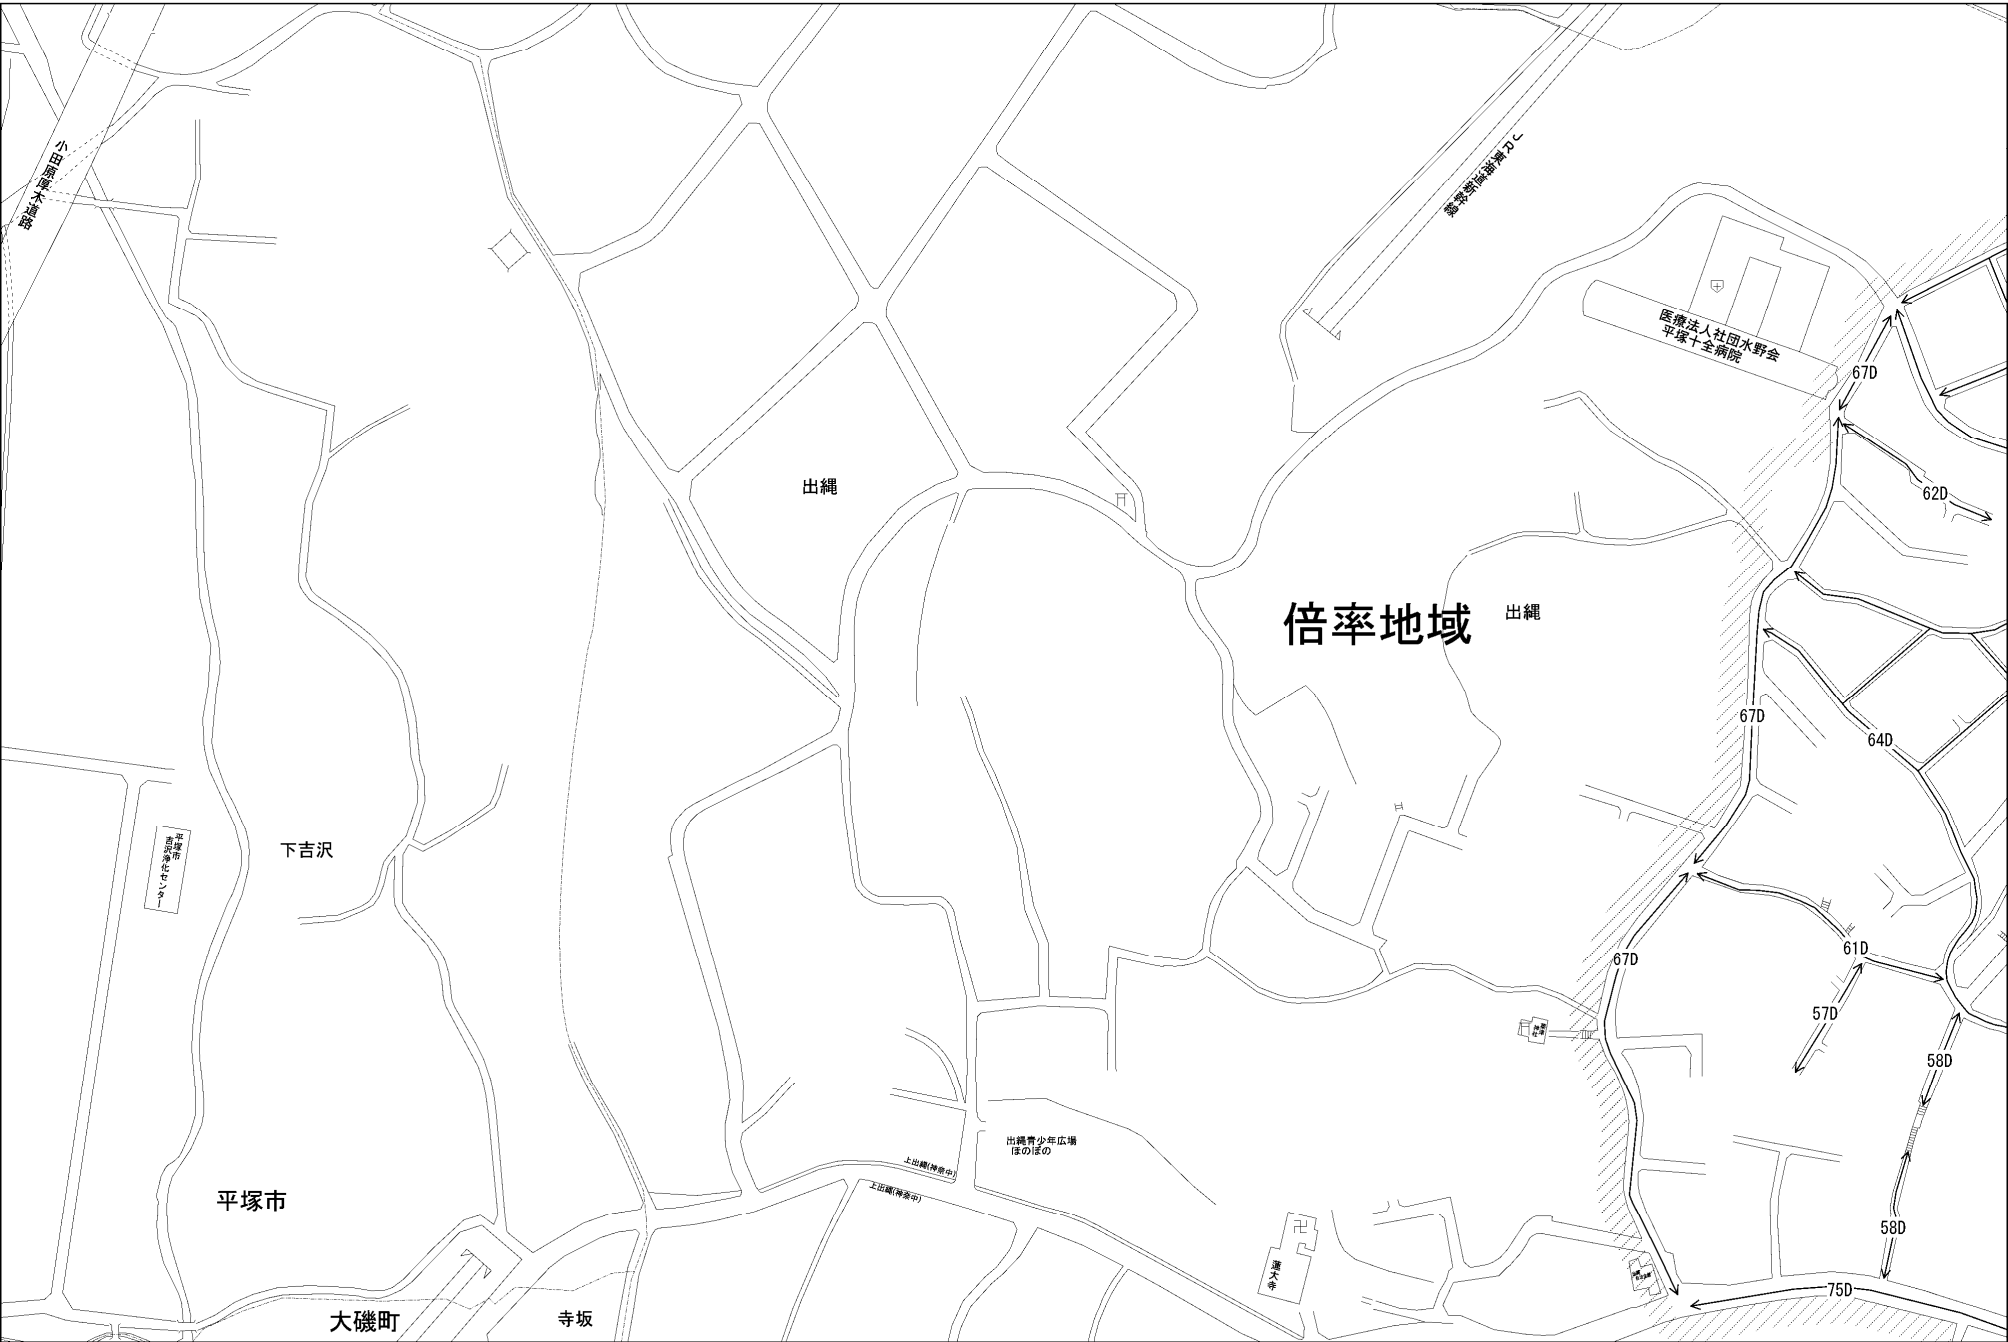 小田原厚木道路
JR東海道新幹線
医療法人社団水野会
平塚十全病院
67D
62D
出縄
倍率地域
出縄
67D
64D
平塚市
吉沢浄化センター
下吉沢
61D
67D
57D
58D
出縄青少年広場
ほのぼの
上出縄(神奈中)
上出縄(神奈中)
平塚市
58D
蓮大寺
75D
大磯町
寺坂